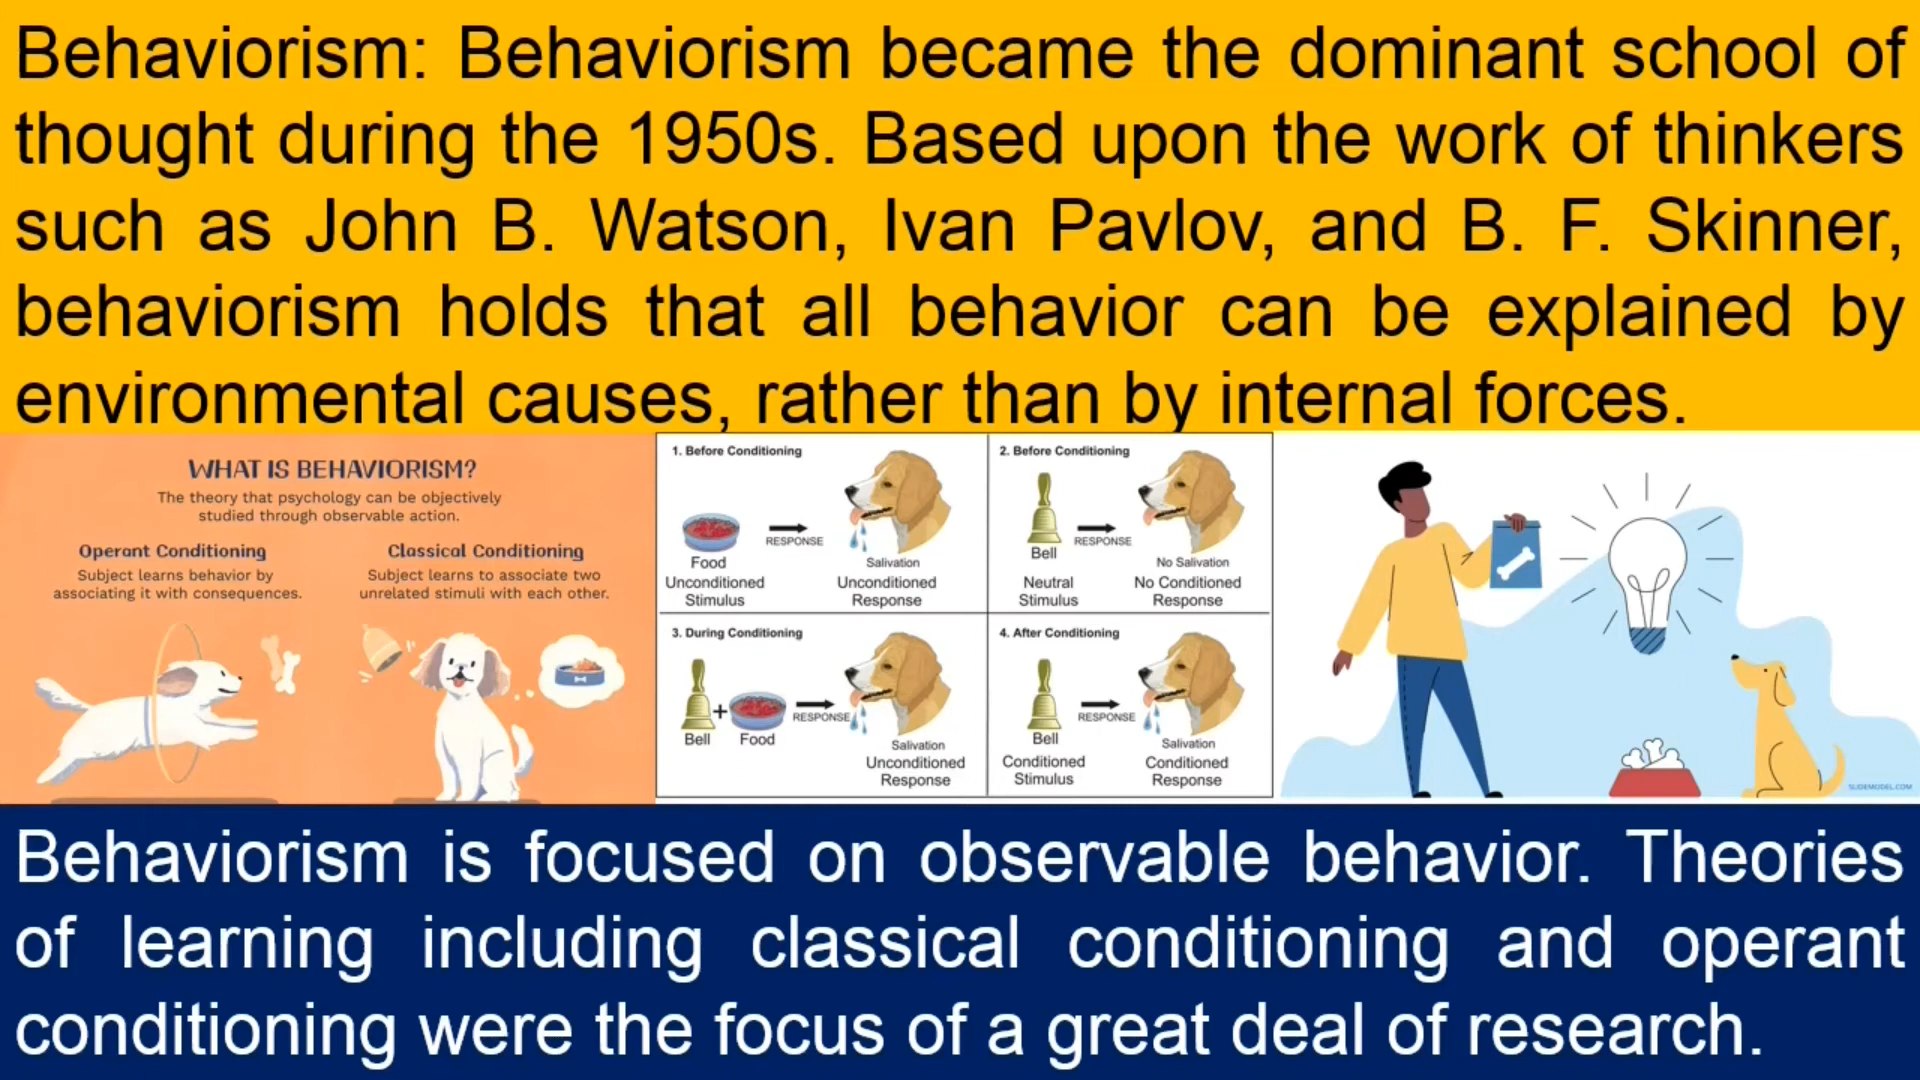 Behaviorism: Behaviorism became the dominant school of
thought during the 1950s. Based upon the work of thinkers
such as John B. Watson, Ivan Pavlov, and B. F. Skinner,
behaviorism holds that all behavior can be explained by
environmental causes, rather than by internal forces.
WHAT IS BEHAVIORISM?
The theory that psychology can be objectively
studied through observable action.
Operant Conditioning
Subject learns behavior by
associating it with consequences.
Classical Conditioning
Subject learns to associate two
unrelated stimuli with each other.
1. Before Conditioning
RESPONSE
Food
Unconditioned
Stimulus
Salivation
Unconditioned
Response
2. Before Conditioning
RESPONSE
Bell
Neutral
Stimulus
No Salivation
No Conditioned
Response
3. During Conditioning
+
RESPONSE
Bell
Food
Salivation
Unconditioned
Response
4. After Conditioning
RESPONSE
Bell
Conditioned
Stimulus
Salivation
Conditioned
Response
SLIDEMODEL.COM
Behaviorism is focused on observable behavior. Theories
of learning including classical conditioning and operant
conditioning were the focus of a great deal of research.